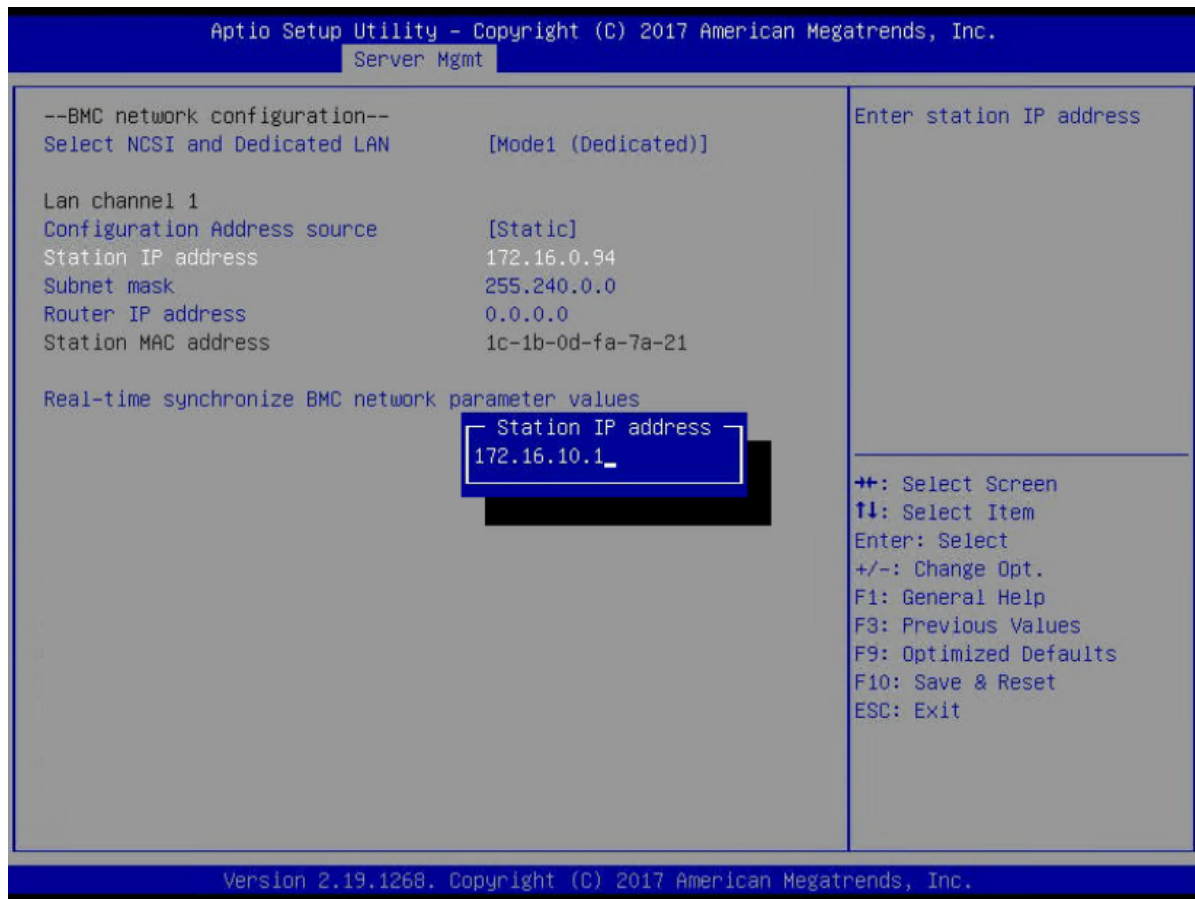 Aptio Setup Utility – Copyright (C) 2017 American Megatrends, Inc.
Server Mgmt
--BMC network configuration--
Select NCSI and Dedicated LAN [Mode1 (Dedicated)]
Lan channel 1
Configuration Address source [Static]
Station IP address 172.16.0.94
Subnet mask 255.240.0.0
Router IP address 0.0.0.0
Station MAC address 1c-1b-0d-fa-7a-21
Real-time synchronize BMC network parameter values
Station IP address
172.16.10.1_
Enter station IP address
→←: Select Screen
↑↓: Select Item
Enter: Select
+/-: Change Opt.
F1: General Help
F3: Previous Values
F9: Optimized Defaults
F10: Save & Reset
ESC: Exit
Version 2.19.1268. Copyright (C) 2017 American Megatrends, Inc.